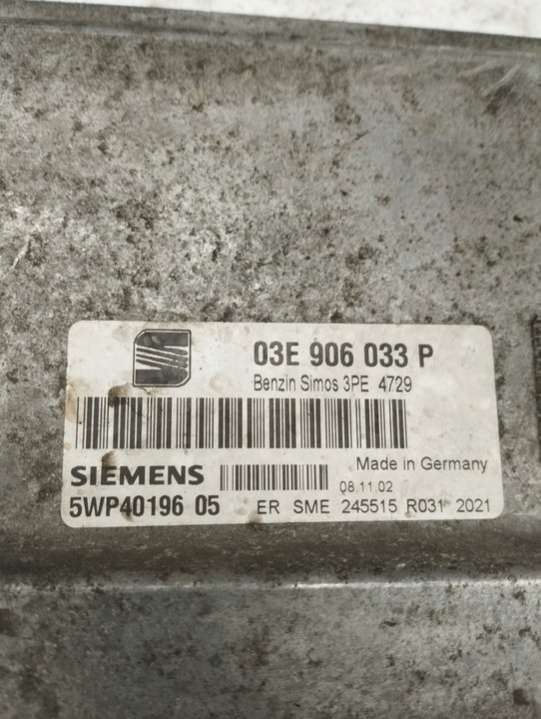 03E 906 033 P
Benzin Simos 3PE 4729
SIEMENS
Made in Germany
08.11.02
5WP40196 05
ER SME 245515 R031 2021